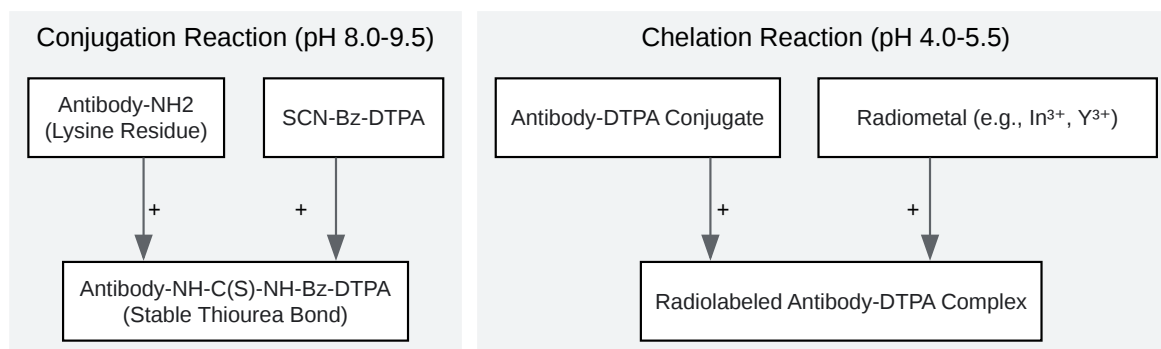 Conjugation Reaction (pH 8.0-9.5)
Antibody-NH2
(Lysine Residue)
SCN-Bz-DTPA
+
+
Antibody-NH-C(S)-NH-Bz-DTPA
(Stable Thiourea Bond)
Chelation Reaction (pH 4.0-5.5)
Antibody-DTPA Conjugate
Radiometal (e.g., In³⁺, Y³⁺)
+
+
Radiolabeled Antibody-DTPA Complex